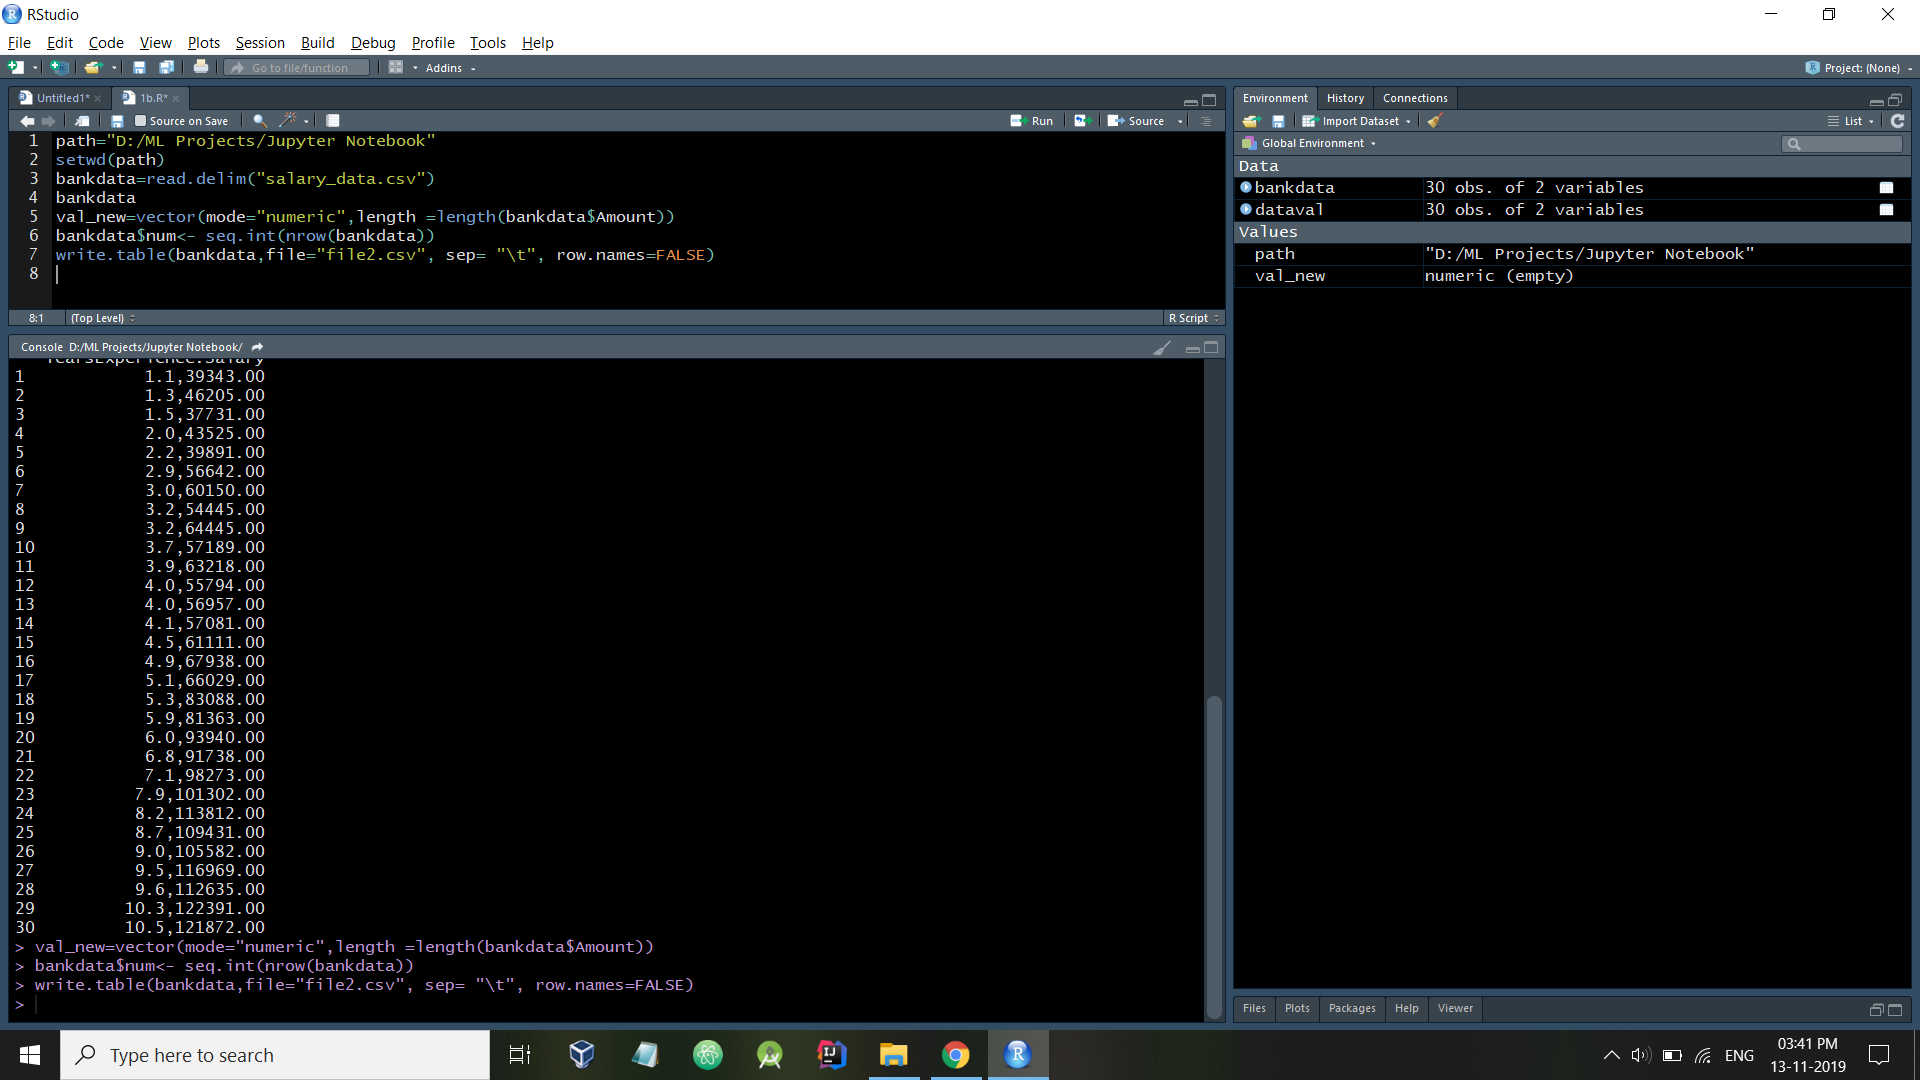 RStudio
File Edit Code View Plots Session Build Debug Profile Tools Help
Go to file/function Addins Project: (None)
Untitled1* 1b.R*
Source on Save Run Source
1 path="D:/ML Projects/Jupyter Notebook"
2 setwd(path)
3 bankdata=read.delim("salary_data.csv")
4 bankdata
5 val_new=vector(mode="numeric",length =length(bankdata$Amount))
6 bankdata$num<- seq.int(nrow(bankdata))
7 write.table(bankdata,file="file2.csv", sep= "\t", row.names=FALSE)
8
8:1 (Top Level) R Script
Console D:/ML Projects/Jupyter Notebook/
YearsExperience.Salary
1 1.1,39343.00
2 1.3,46205.00
3 1.5,37731.00
4 2.0,43525.00
5 2.2,39891.00
6 2.9,56642.00
7 3.0,60150.00
8 3.2,54445.00
9 3.2,64445.00
10 3.7,57189.00
11 3.9,63218.00
12 4.0,55794.00
13 4.0,56957.00
14 4.1,57081.00
15 4.5,61111.00
16 4.9,67938.00
17 5.1,66029.00
18 5.3,83088.00
19 5.9,81363.00
20 6.0,93940.00
21 6.8,91738.00
22 7.1,98273.00
23 7.9,101302.00
24 8.2,113812.00
25 8.7,109431.00
26 9.0,105582.00
27 9.5,116969.00
28 9.6,112635.00
29 10.3,122391.00
30 10.5,121872.00
> val_new=vector(mode="numeric",length =length(bankdata$Amount))
> bankdata$num<- seq.int(nrow(bankdata))
> write.table(bankdata,file="file2.csv", sep= "\t", row.names=FALSE)
>
Environment History Connections
Import Dataset List
Global Environment
Data
bankdata 30 obs. of 2 variables
dataval 30 obs. of 2 variables
Values
path "D:/ML Projects/Jupyter Notebook"
val_new numeric (empty)
Files Plots Packages Help Viewer
Type here to search
ENG
03:41 PM
13-11-2019